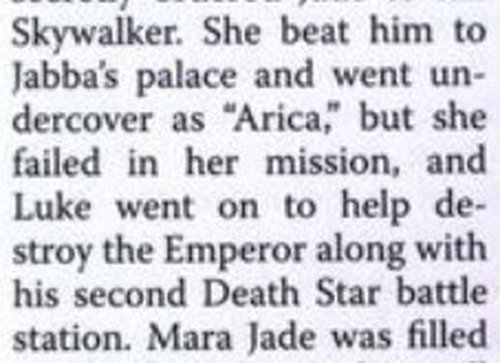 Skywalker. She beat him to
Jabba's palace and went un-
dercover as “Arica,” but she
failed in her mission, and
Luke went on to help de-
stroy the Emperor along with
his second Death Star battle
station. Mara Jade was filled